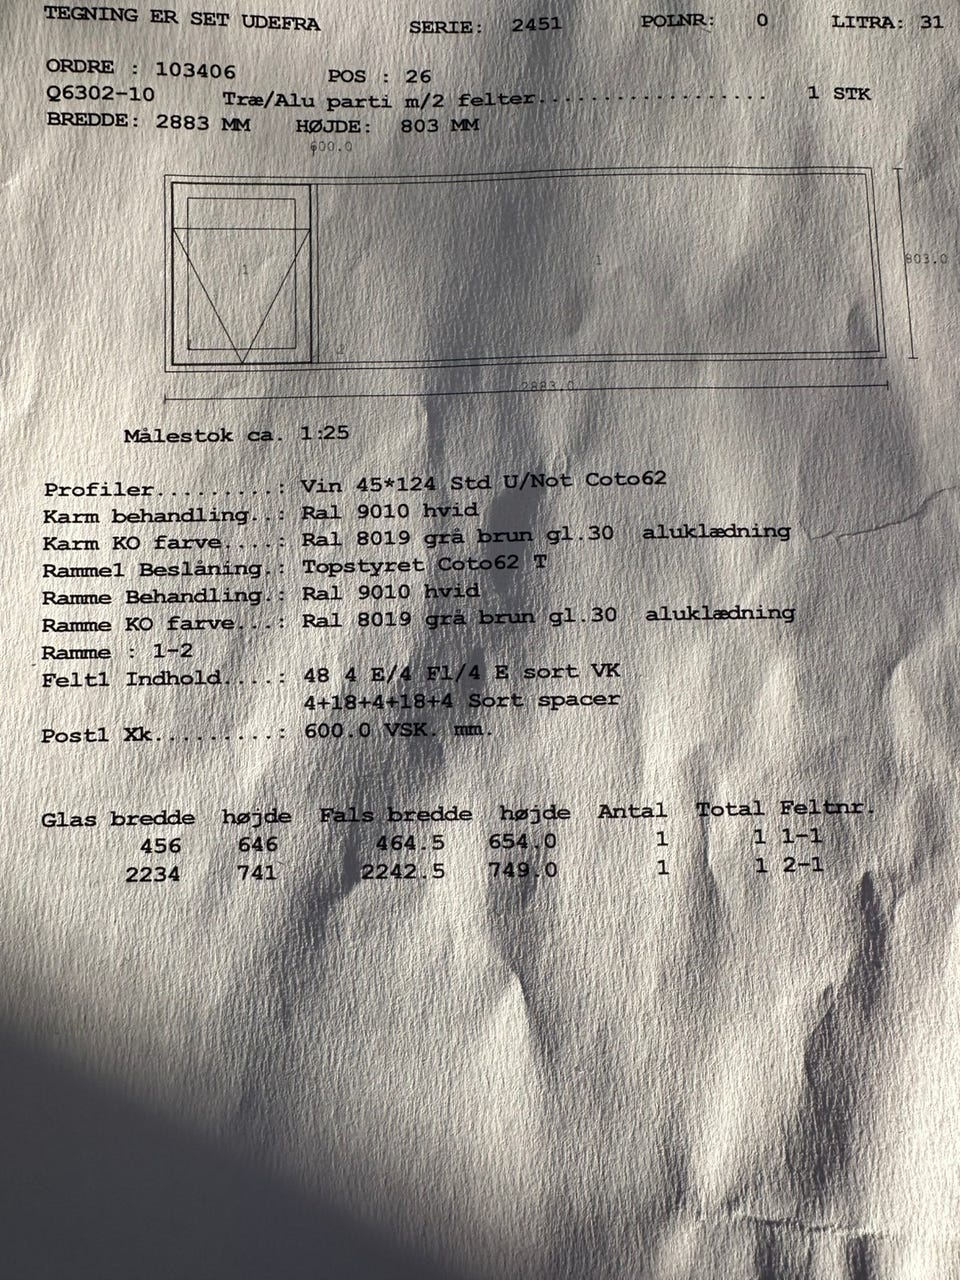 TEGNING ER SET UDEFRA SERIE: 2451 POLNR: 0 LITRA: 31
ORDRE : 103406 POS : 26
Q6302-10 Træ/Alu parti m/2 felter................. 1 STK
BREDDE: 2883 MM HØJDE: 803 MM
600.0
1
1
803.0
2
2883.0
Målestok ca. 1:25
Profiler.........: Vin 45*124 Std U/Not Coto62
Karm behandling..: Ral 9010 hvid
Karm KO farve....: Ral 8019 grå brun gl.30 aluklædning
Ramme1 Beslåning.: Topstyret Coto62 T
Ramme Behandling.: Ral 9010 hvid
Ramme KO farve...: Ral 8019 grå brun gl.30 aluklædning
Ramme : 1-2
Felt1 Indhold....: 48 4 E/4 Fl/4 E sort VK
4+18+4+18+4 Sort spacer
Post1 Xk.........: 600.0 VSK. mm.
Glas bredde højde Fals bredde højde Antal Total Feltnr.
456 646 464.5 654.0 1 1 1-1
2234 741 2242.5 749.0 1 1 2-1